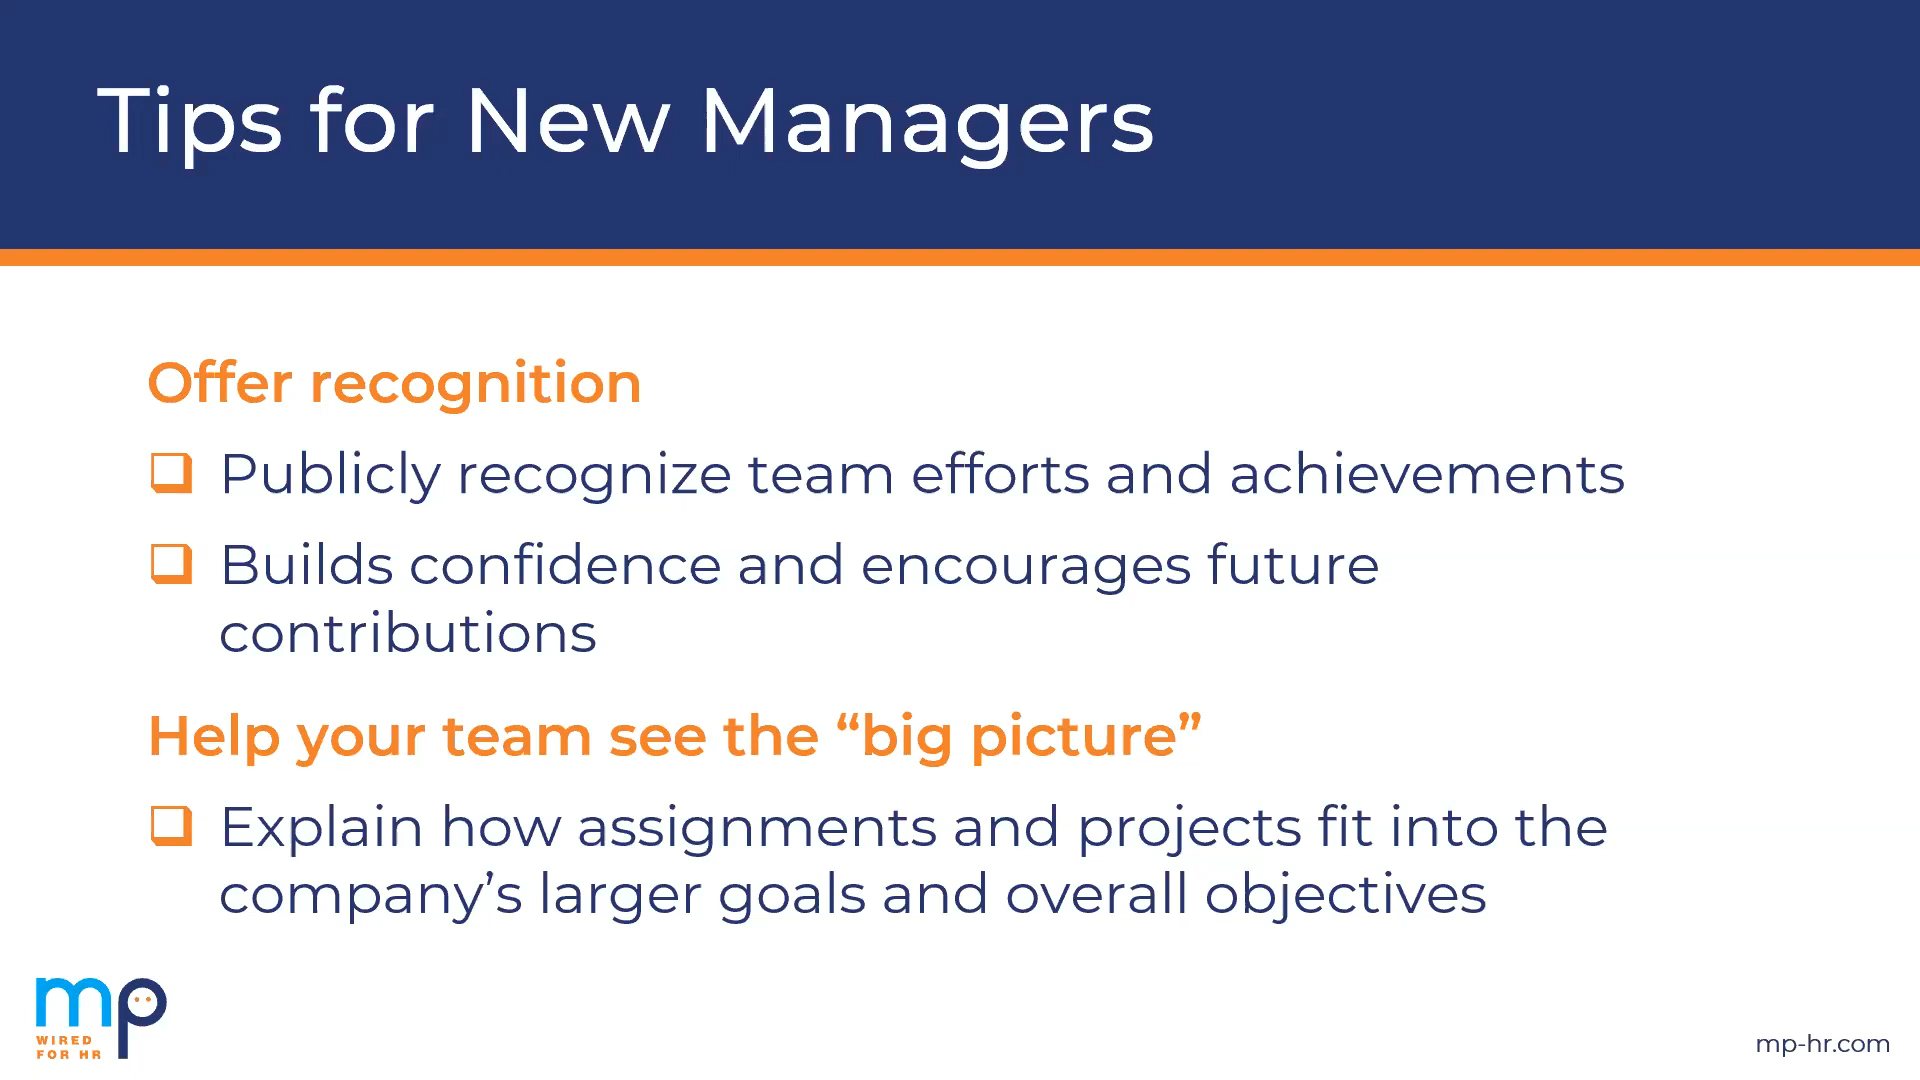 Tips for New Managers
Offer recognition
Publicly recognize team efforts and achievements
Builds confidence and encourages future
contributions
Help your team see the “big picture”
Explain how assignments and projects fit into the
company’s larger goals and overall objectives
mp
WIRED
FOR HR
mp-hr.com